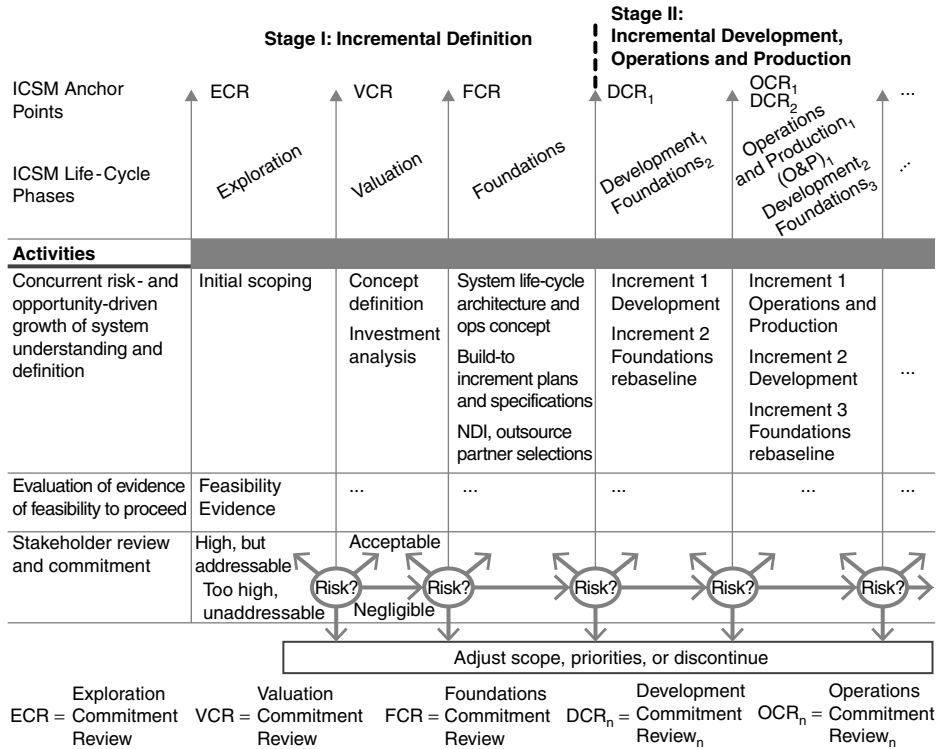 Stage I: Incremental Definition
Stage II:
Incremental Development,
Operations and Production
ICSM Anchor
Points
ECR
VCR
FCR
DCR₁
OCR₁
DCR₂
...
ICSM Life-Cycle
Phases
Exploration
Valuation
Foundations
Development₁
Foundations₂
Operations
and Production₁
(O&P)₁
Development₂
Foundations₃
...
Activities
Concurrent risk- and
opportunity-driven
growth of system
understanding and
definition
Initial scoping
Concept
definition
Investment
analysis
System life-cycle
architecture and
ops concept
Build-to
increment plans
and specifications
NDI, outsource
partner selections
Increment 1
Development
Increment 2
Foundations
rebaseline
Increment 1
Operations and
Production
Increment 2
Development
Increment 3
Foundations
rebaseline
...
Evaluation of evidence
of feasibility to proceed
Feasibility
Evidence
...
...
...
...
...
Stakeholder review
and commitment
High, but
addressable
Too high,
unaddressable
Acceptable
Negligible
Risk?
Risk?
Risk?
Risk?
Risk?
Adjust scope, priorities, or discontinue
ECR = Exploration
Commitment
Review
VCR = Valuation
Commitment
Review
FCR = Foundations
Commitment
Review
DCRₙ = Development
Commitment
Reviewₙ
OCRₙ = Operations
Commitment
Reviewₙ